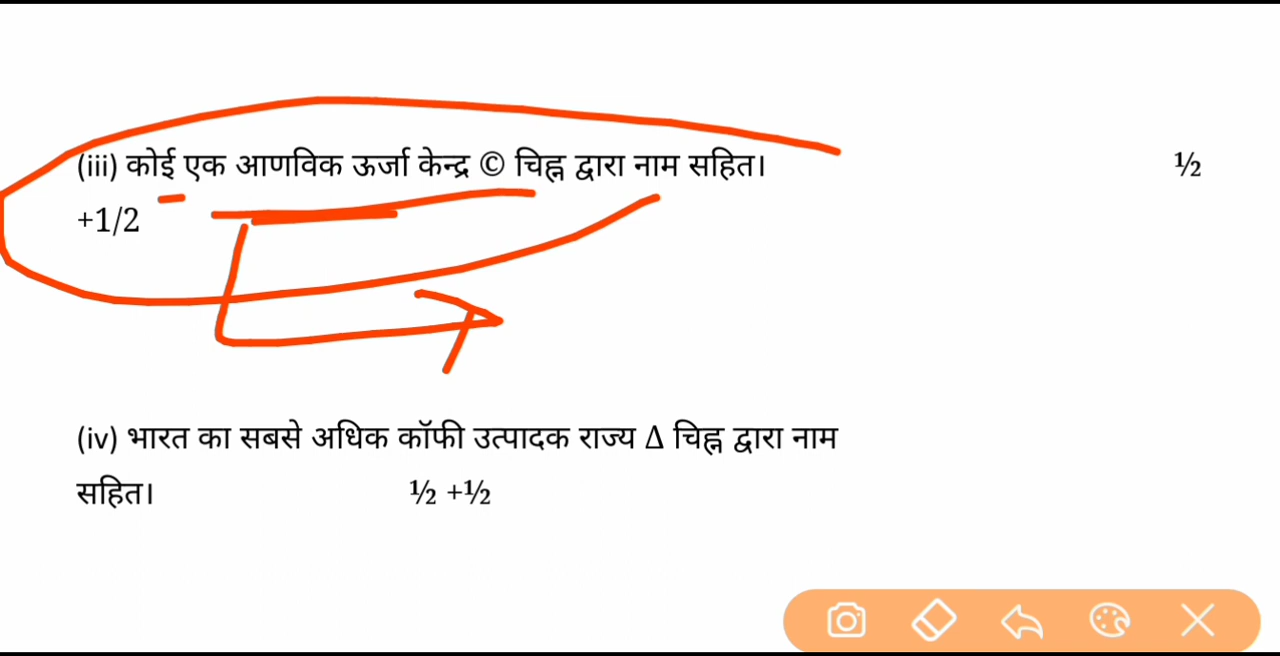 (iii) कोई एक आणविक ऊर्जा केन्द्र © चिह्न द्वारा नाम सहित। ½
+1/2
(iv) भारत का सबसे अधिक कॉफी उत्पादक राज्य Δ चिह्न द्वारा नाम
सहित। ½ +½